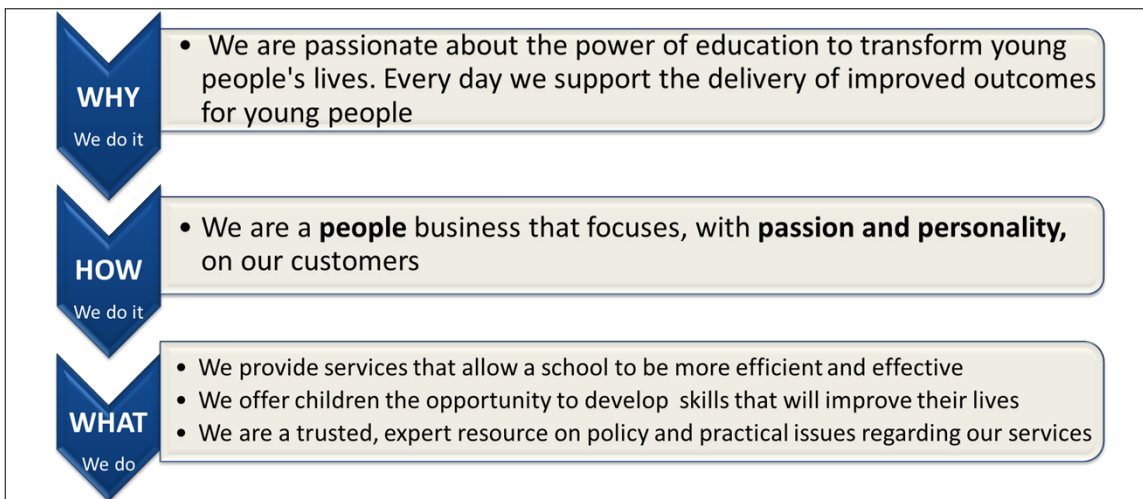 WHY
We do it
• We are passionate about the power of education to transform young
people's lives. Every day we support the delivery of improved outcomes
for young people
HOW
We do it
• We are a people business that focuses, with passion and personality,
on our customers
WHAT
We do
• We provide services that allow a school to be more efficient and effective
• We offer children the opportunity to develop skills that will improve their lives
• We are a trusted, expert resource on policy and practical issues regarding our services